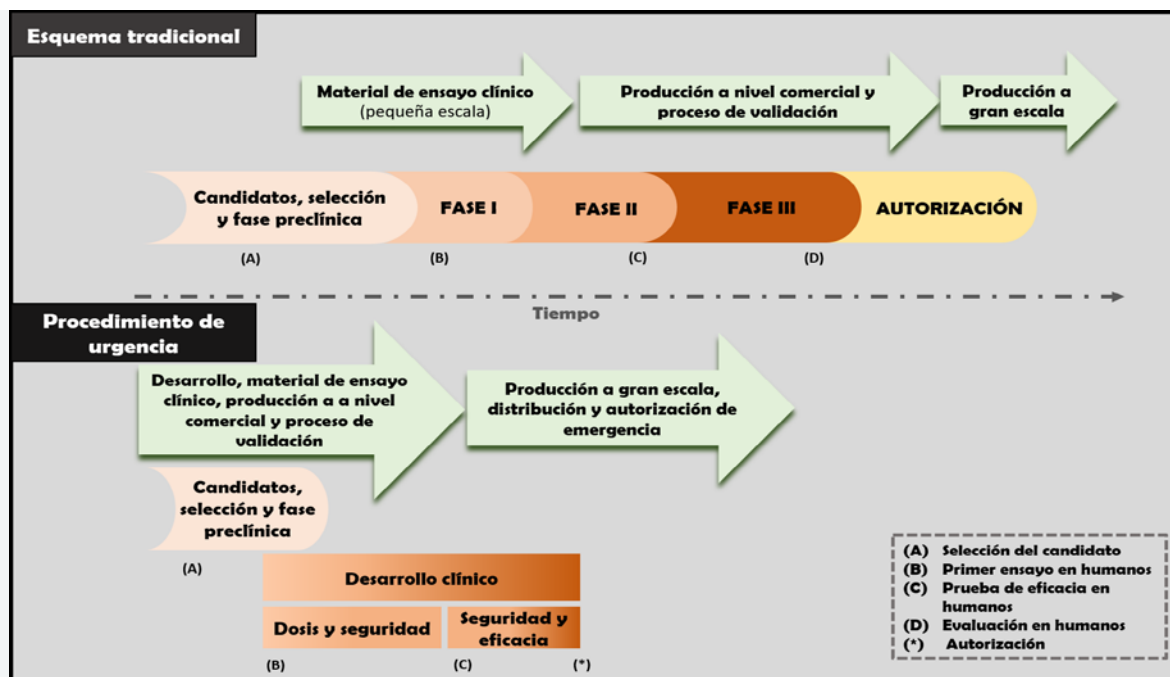 Esquema tradicional
Material de ensayo clínico
(pequeña escala)
Producción a nivel comercial y
proceso de validación
Producción a
gran escala
Candidatos, selección
y fase preclínica
FASE I
FASE II
FASE III
AUTORIZACIÓN
(A)
(B)
(C)
(D)
Tiempo
Procedimiento de
urgencia
Desarrollo, material de ensayo
clínico, producción a a nivel
comercial y proceso de
validación
Producción a gran escala,
distribución y autorización de
emergencia
Candidatos,
selección y fase
preclínica
(A)
Desarrollo clínico
Dosis y seguridad
Seguridad y
eficacia
(B)
(C)
(*)
(A) Selección del candidato
(B) Primer ensayo en humanos
(C) Prueba de eficacia en
humanos
(D) Evaluación en humanos
(*) Autorización